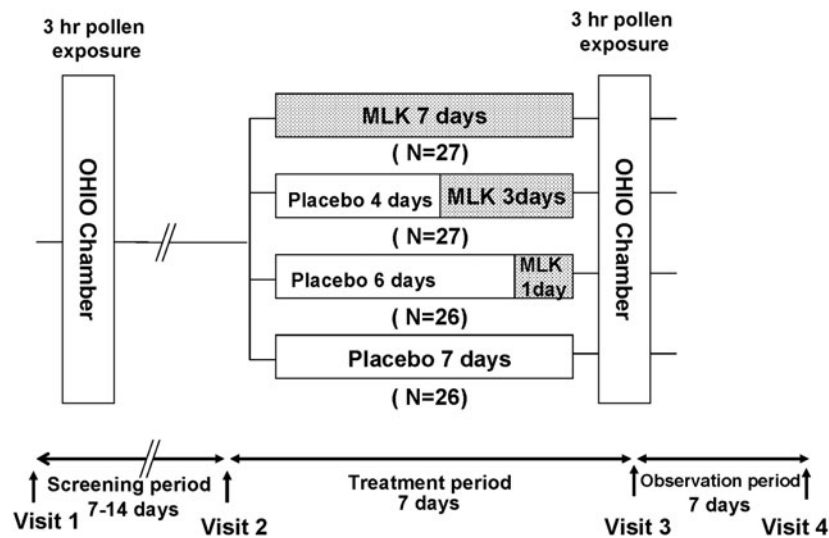 3 hr pollen
exposure
3 hr pollen
exposure
OHIO Chamber
MLK 7 days
( N=27)
Placebo 4 days
MLK 3days
( N=27)
Placebo 6 days
MLK
1day
( N=26)
Placebo 7 days
( N=26)
OHIO Chamber
Screening period
7-14 days
Treatment period
7 days
Observation period
7 days
Visit 1
Visit 2
Visit 3
Visit 4